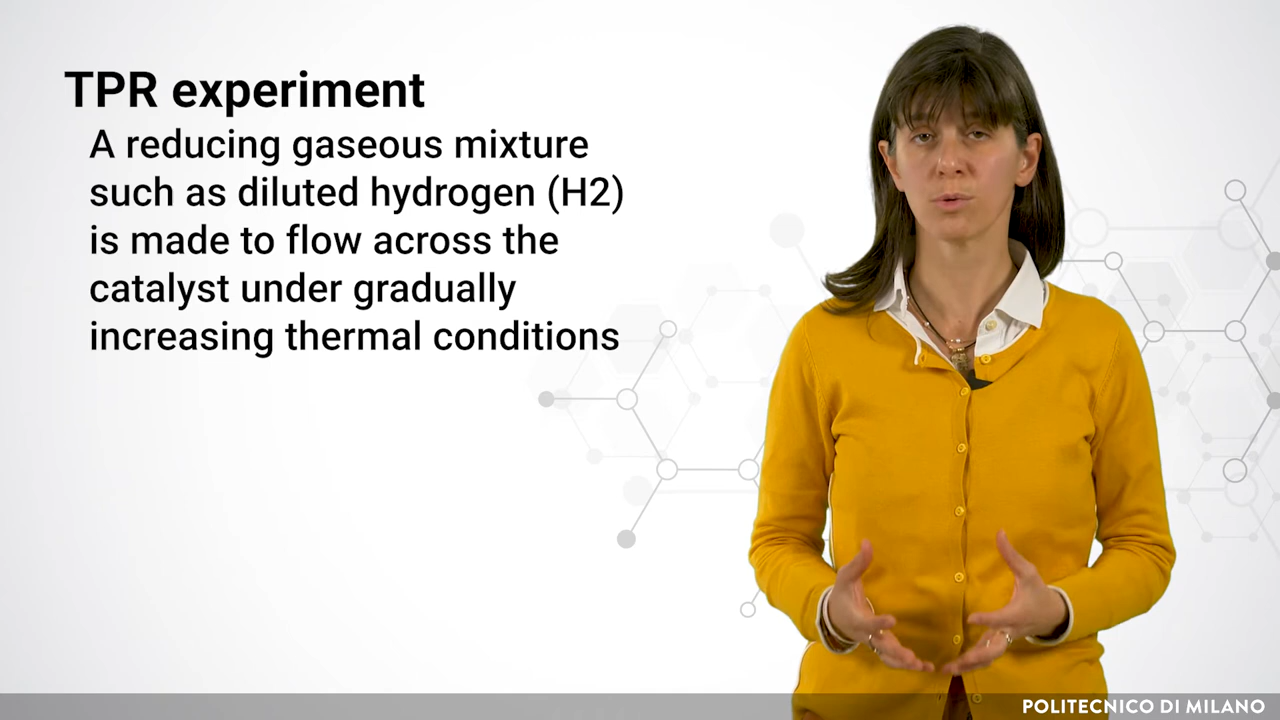 TPR experiment
A reducing gaseous mixture
such as diluted hydrogen (H2)
is made to flow across the
catalyst under gradually
increasing thermal conditions
POLITECNICO DI MILANO